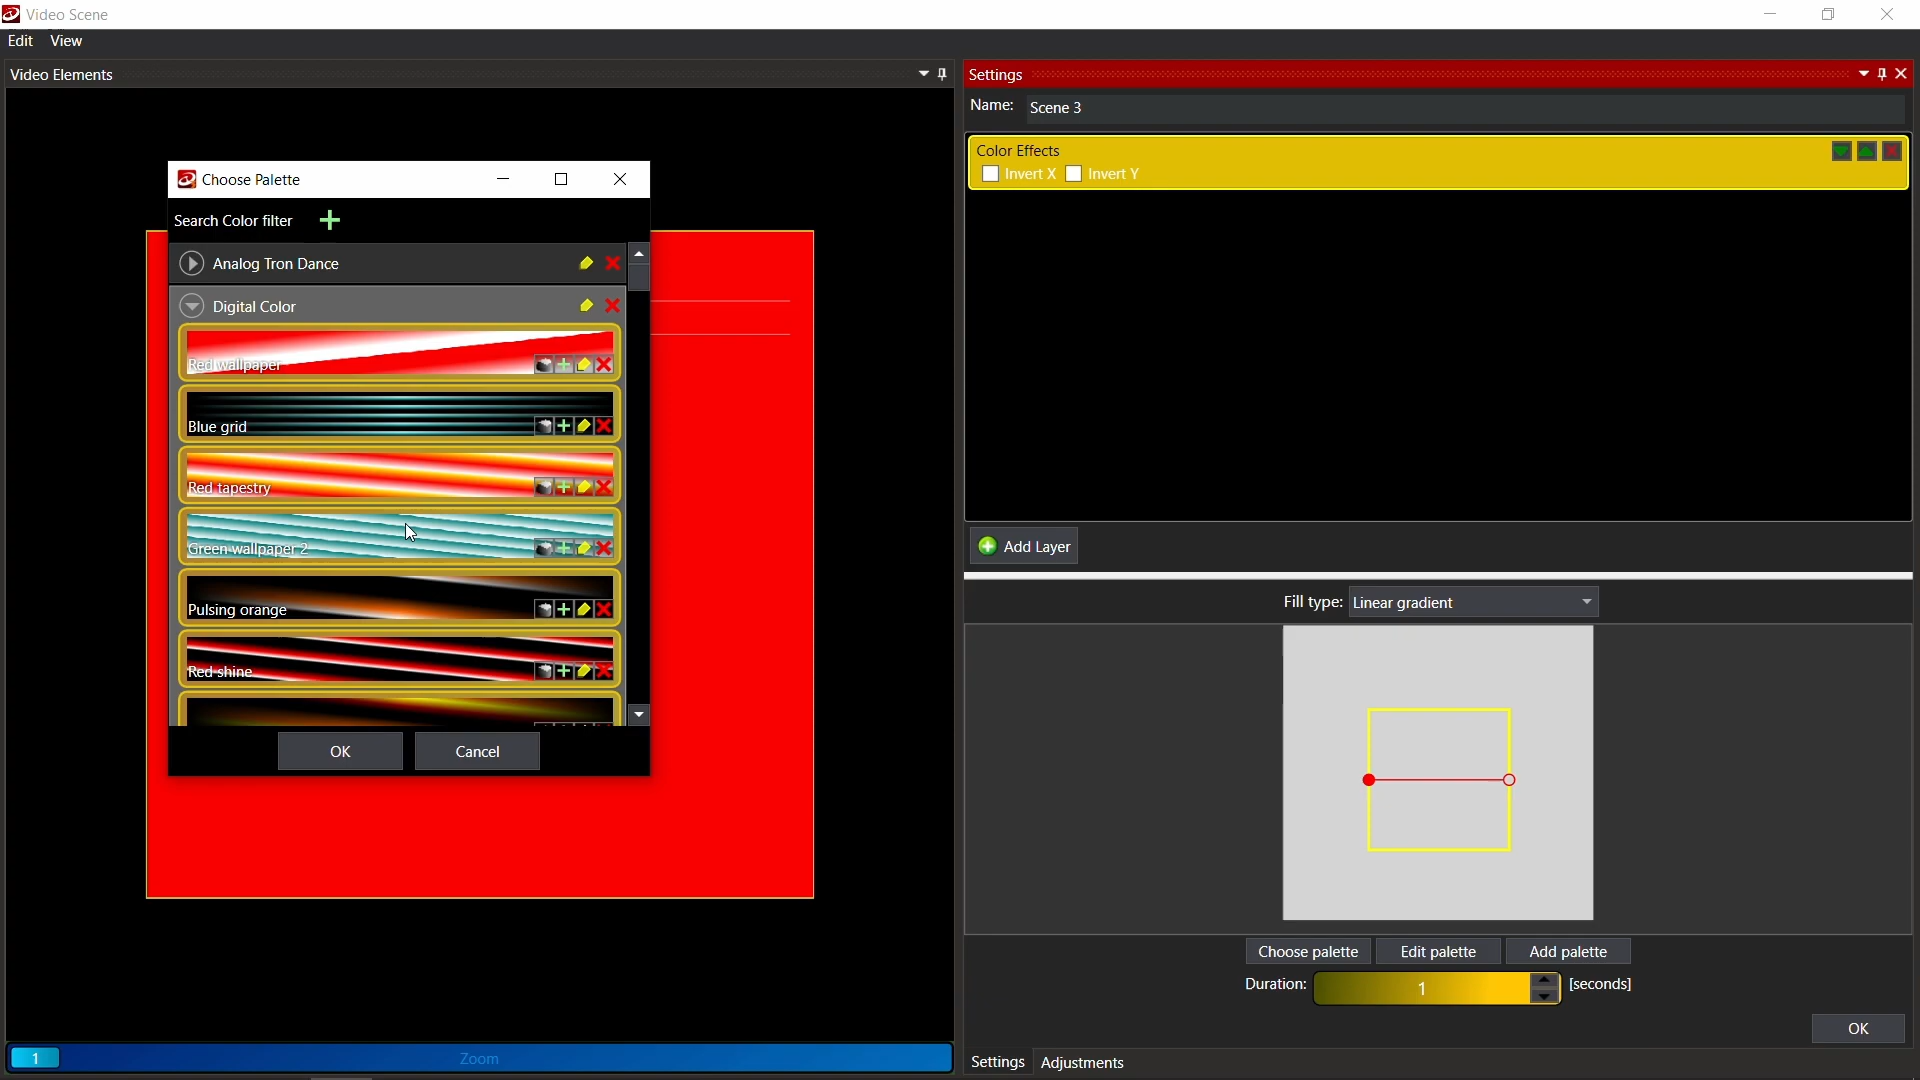 Video Scene
Edit View
Video Elements
Settings
Name: Scene 3
Color Effects
Invert X Invert Y
Choose Palette
Search Color filter
Analog Tron Dance
Digital Color
Red wallpaper
Blue grid
Red tapestry
Green wallpaper 2
Pulsing orange
Red shine
OK Cancel
Add Layer
Fill type: Linear gradient
Choose palette Edit palette Add palette
Duration: 1 [seconds]
OK
1 Zoom
Settings Adjustments